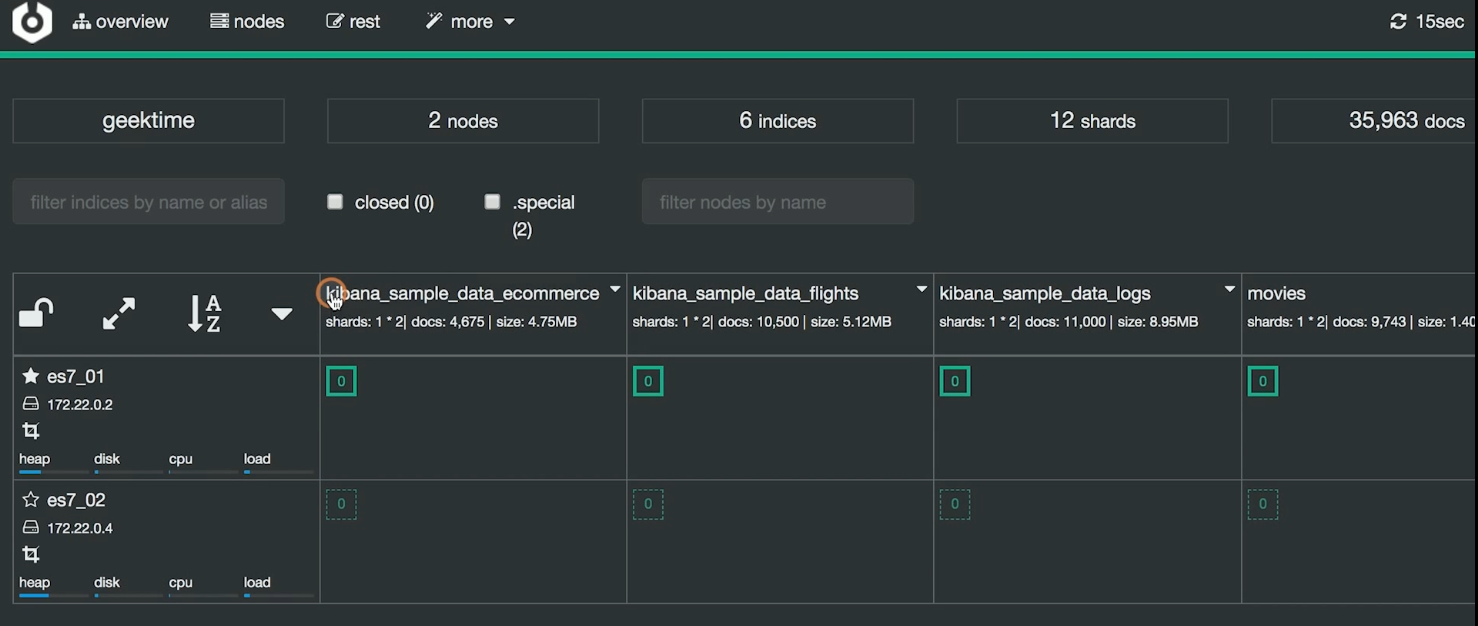 overview nodes rest more 15sec
geektime 2 nodes 6 indices 12 shards 35,963 docs
filter indices by name or alias closed (0) .special filter nodes by name
(2)
kibana_sample_data_ecommerce kibana_sample_data_flights kibana_sample_data_logs movies
shards: 1 * 2| docs: 4,675 | size: 4.75MB shards: 1 * 2| docs: 10,500 | size: 5.12MB shards: 1 * 2| docs: 11,000 | size: 8.95MB shards: 1 * 2| docs: 9,743 | size: 1.40
A
Z
es7_01 0 0 0 0
172.22.0.2
heap disk cpu load
es7_02 0 0 0 0
172.22.0.4
heap disk cpu load